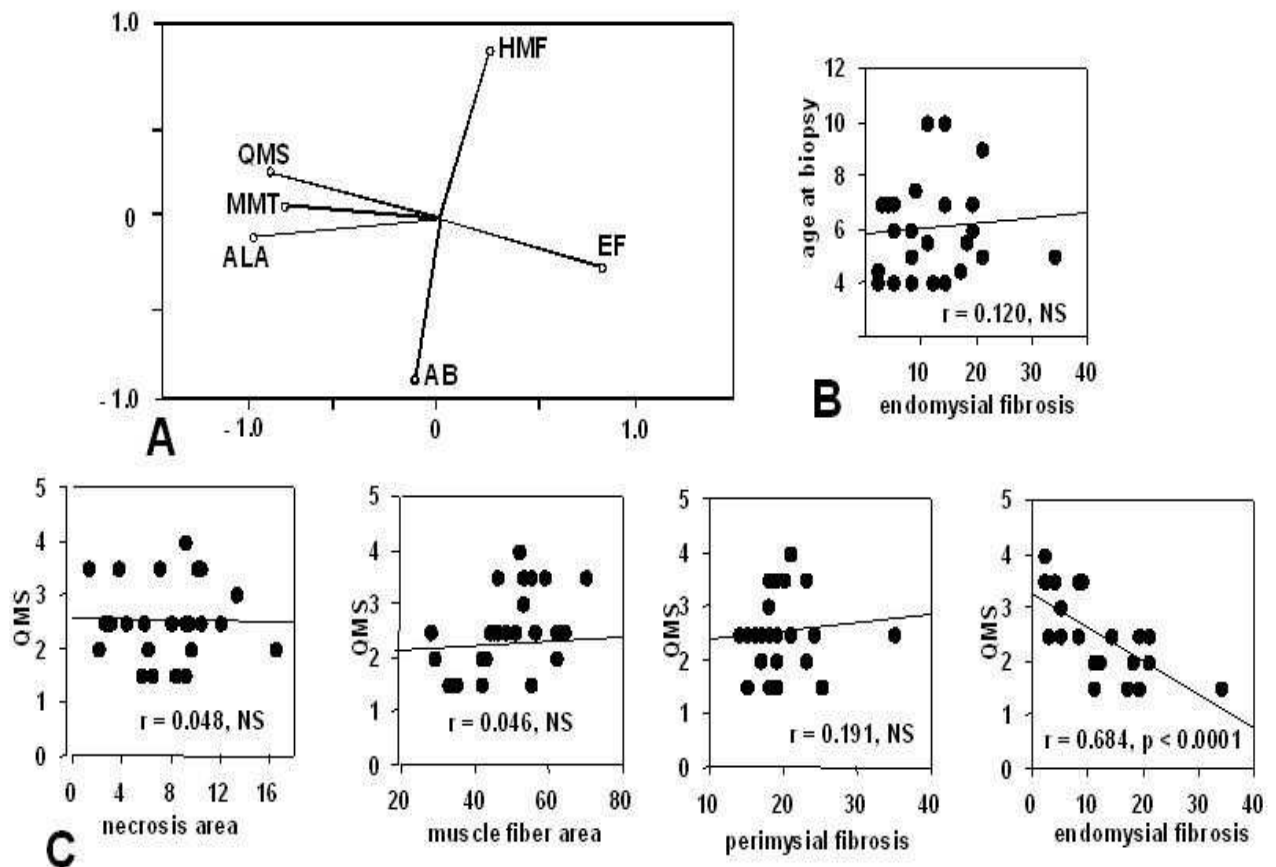 1.0
0
- 1.0
HMF
QMS
MMT
ALA
EF
AB
- 1.0 0 1.0
A
age at biopsy
12
10
8
6
4
r = 0.120, NS
10 20 30 40
endomysial fibrosis
B
QMS
5
4
3
2
1
0
r = 0.048, NS
0 4 8 12 16
necrosis area
C
QMS
5
4
3
2
1
0
r = 0.046, NS
20 40 60 80
muscle fiber area
QMS
5
4
3
2
1
0
r = 0.191, NS
10 20 30 40
perimysial fibrosis
QMS
5
4
3
2
1
0
r = 0.684, p < 0.0001
0 10 20 30 40
endomysial fibrosis